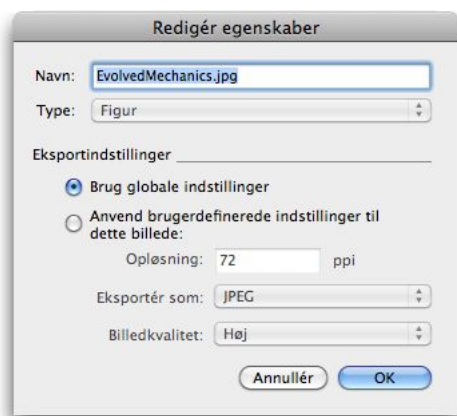 Redigér egenskaber
Navn: EvolvedMechanics.jpg
Type: Figur
Eksportindstillinger
Brug globale indstillinger
Anvend brugerdefinerede indstillinger til
dette billede:
Opløsning: 72 ppi
Eksportér som: JPEG
Billedkvalitet: Høj
Annullér OK